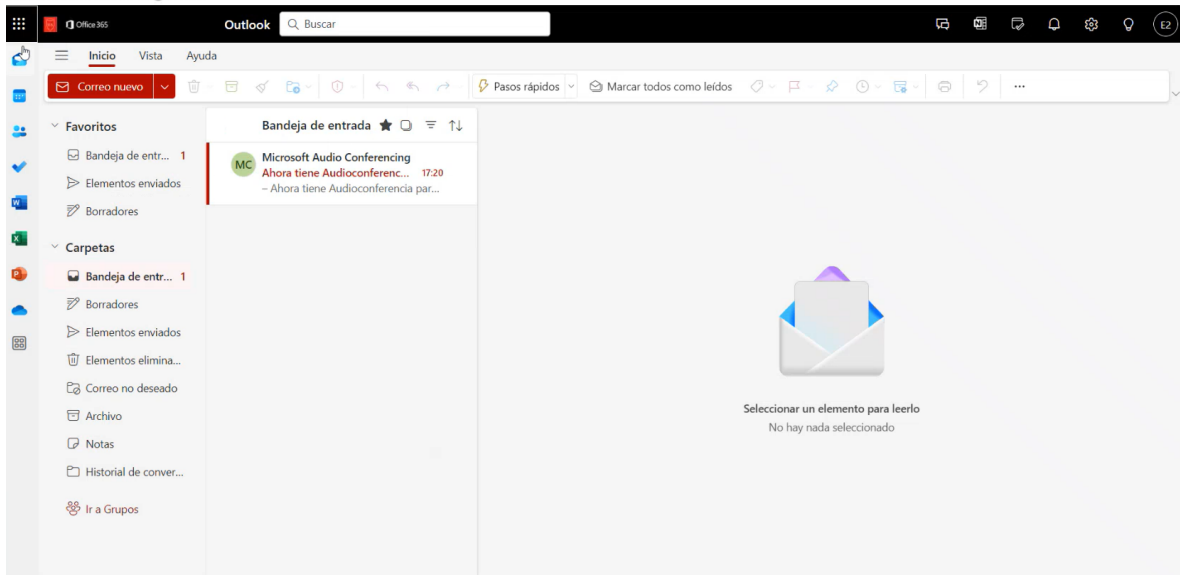 Office 365
Outlook
Buscar
E2
Inicio Vista Ayuda
Correo nuevo
Pasos rápidos
Marcar todos como leídos
Favoritos
Bandeja de entr... 1
Elementos enviados
Borradores
Carpetas
Bandeja de entr... 1
Borradores
Elementos enviados
Elementos elimina...
Correo no deseado
Archivo
Notas
Historial de conver...
Ir a Grupos
Bandeja de entrada
MC
Microsoft Audio Conferencing
Ahora tiene Audioconferenc... 17:20
– Ahora tiene Audioconferencia par...
Seleccionar un elemento para leerlo
No hay nada seleccionado